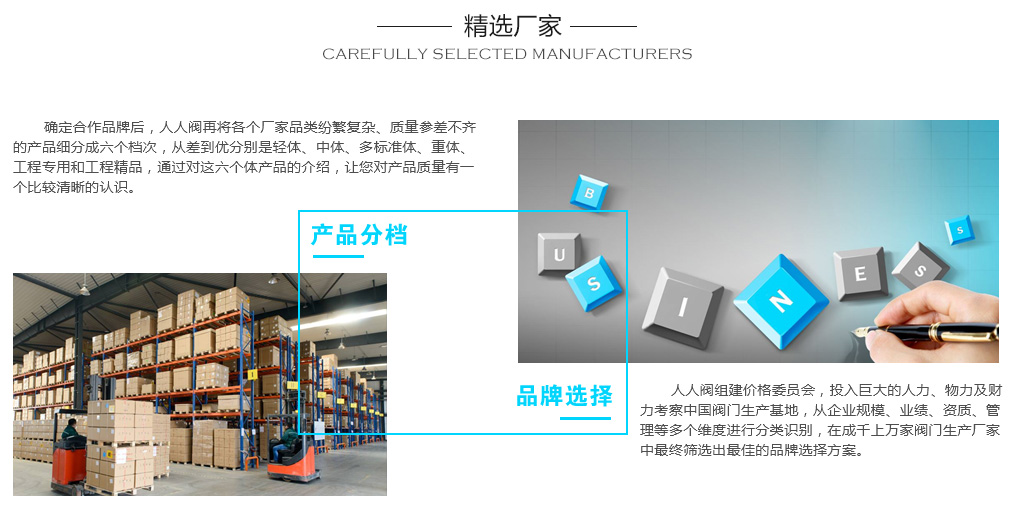 精选厂家
CAREFULLY SELECTED MANUFACTURERS
确定合作品牌后，人人阀再将各个厂家品类纷繁复杂、质量参差不齐
的产品细分成六个档次，从差到优分别是轻体、中体、多标准体、重体、
工程专用和工程精品，通过对这六个体产品的介绍，让您对产品质量有一
个比较清晰的认识。
产品分档
B
U
S
I
N
E
S
S
品牌选择
人人阀组建价格委员会，投入巨大的人力、物力及财
力考察中国阀门生产基地，从企业规模、业绩、资质、管
理等多个维度进行分类识别，在成千上万家阀门生产厂家
中最终筛选出最佳的品牌选择方案。